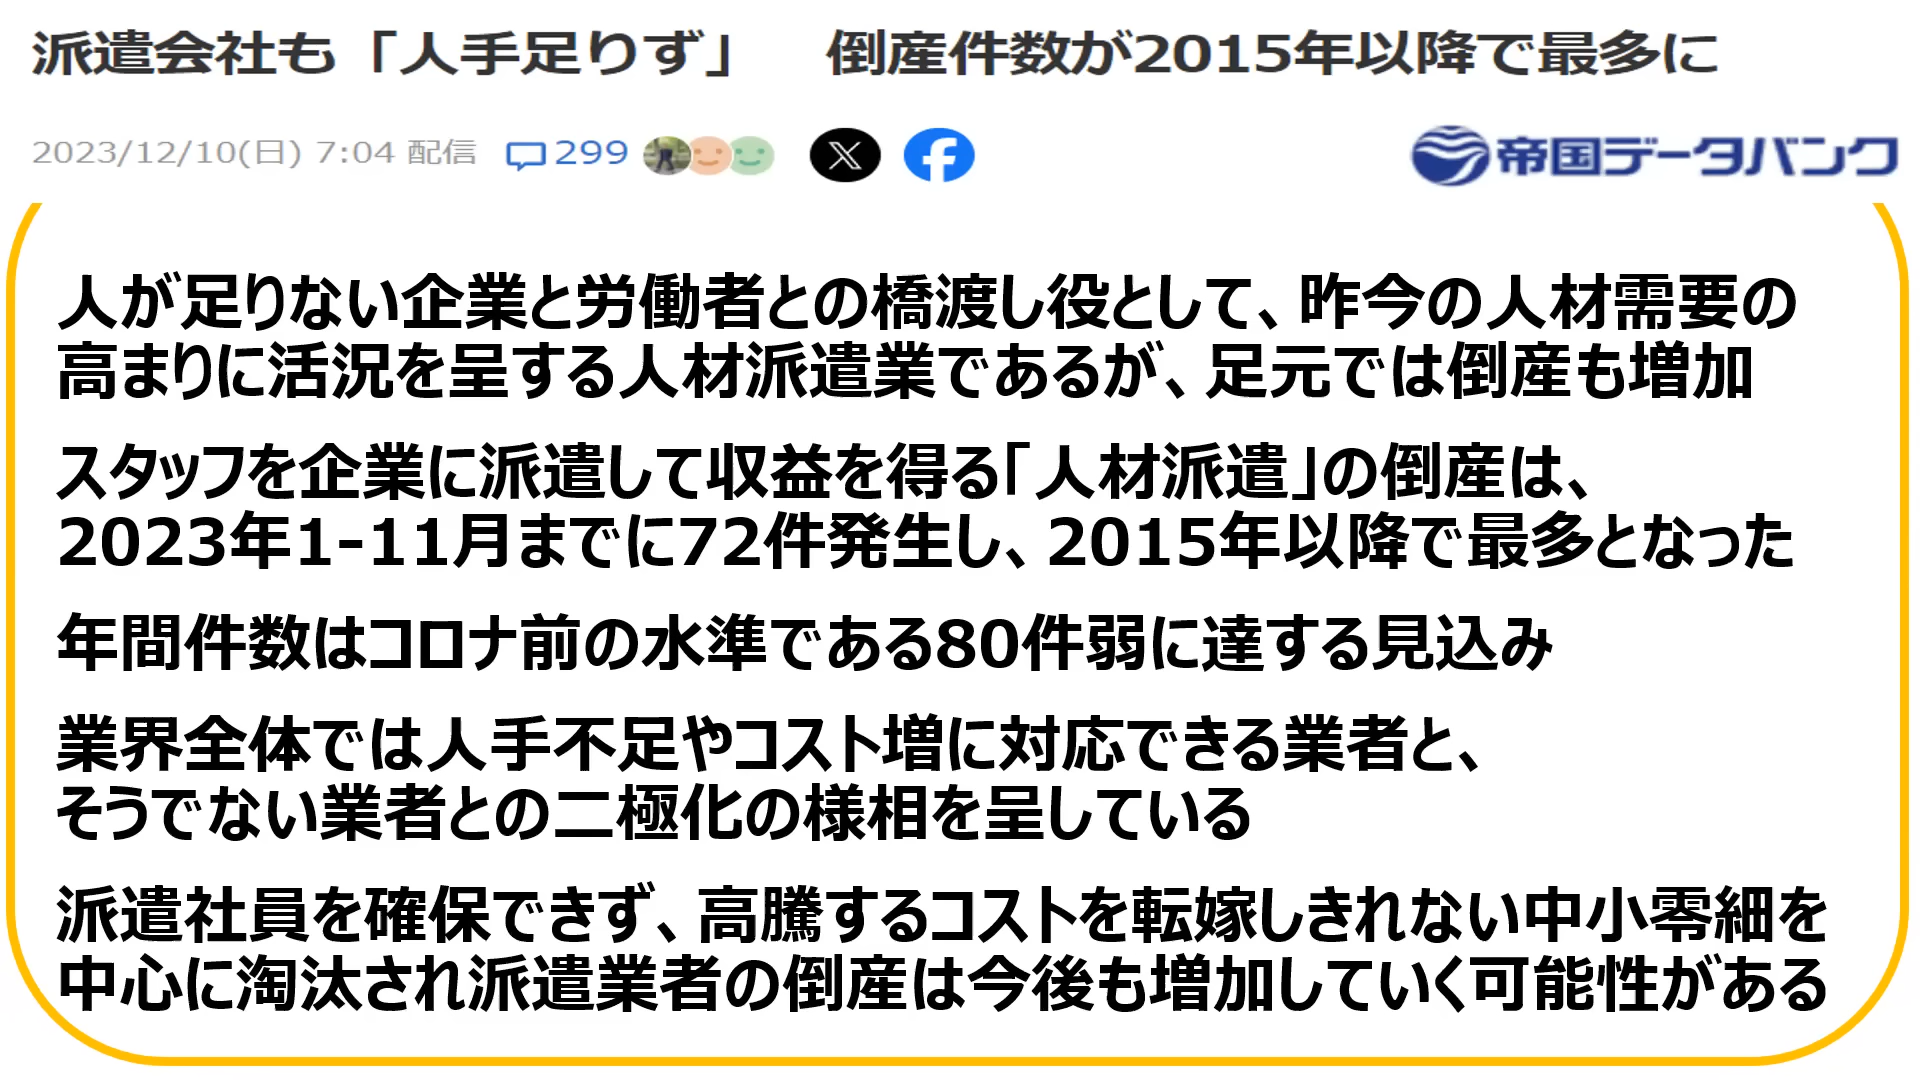 派遣会社も「人手足りず」　倒産件数が2015年以降で最多に
2023/12/10(日) 7:04 配信 299
帝国データバンク
人が足りない企業と労働者との橋渡し役として、昨今の人材需要の
高まりに活況を呈する人材派遣業であるが、足元では倒産も増加
スタッフを企業に派遣して収益を得る「人材派遣」の倒産は、
2023年1-11月までに72件発生し、2015年以降で最多となった
年間件数はコロナ前の水準である80件弱に達する見込み
業界全体では人手不足やコスト増に対応できる業者と、
そうでない業者との二極化の様相を呈している
派遣社員を確保できず、高騰するコストを転嫁しきれない中小零細を
中心に淘汰され派遣業者の倒産は今後も増加していく可能性がある